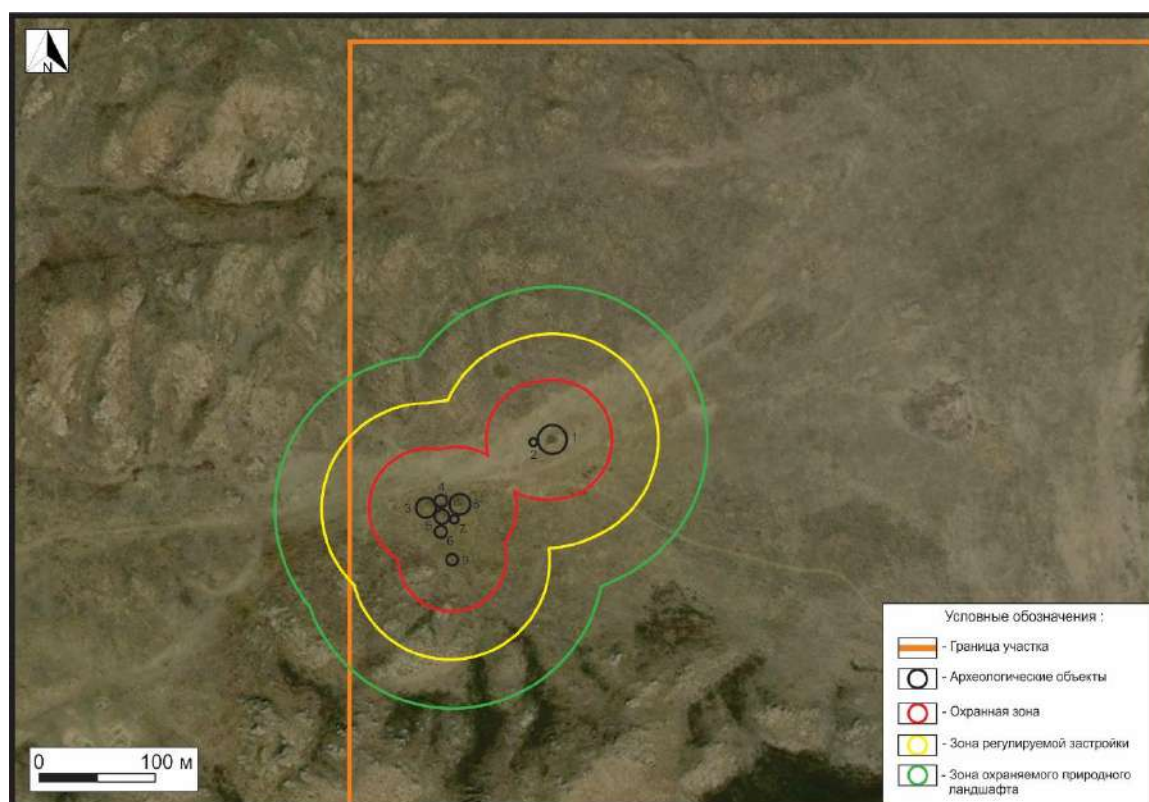 N
1
2
4
3
8
5
7
6
9
0 100 м
Условные обозначения :
- Граница участка
- Археологические объекты
- Охранная зона
- Зона регулируемой застройки
- Зона охраняемого природного
ландшафта